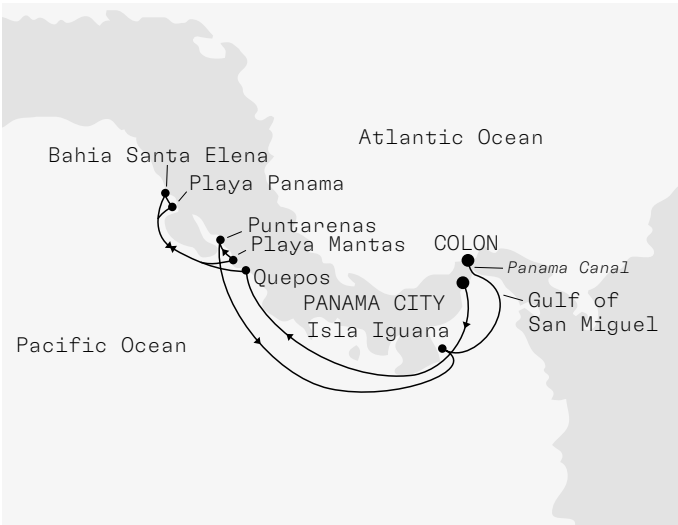 Atlantic Ocean
Bahia Santa Elena
Playa Panama
Puntarenas
Playa Mantas
COLON
Panama Canal
Quepos
PANAMA CITY
Gulf of
San Miguel
Isla Iguana
Pacific Ocean